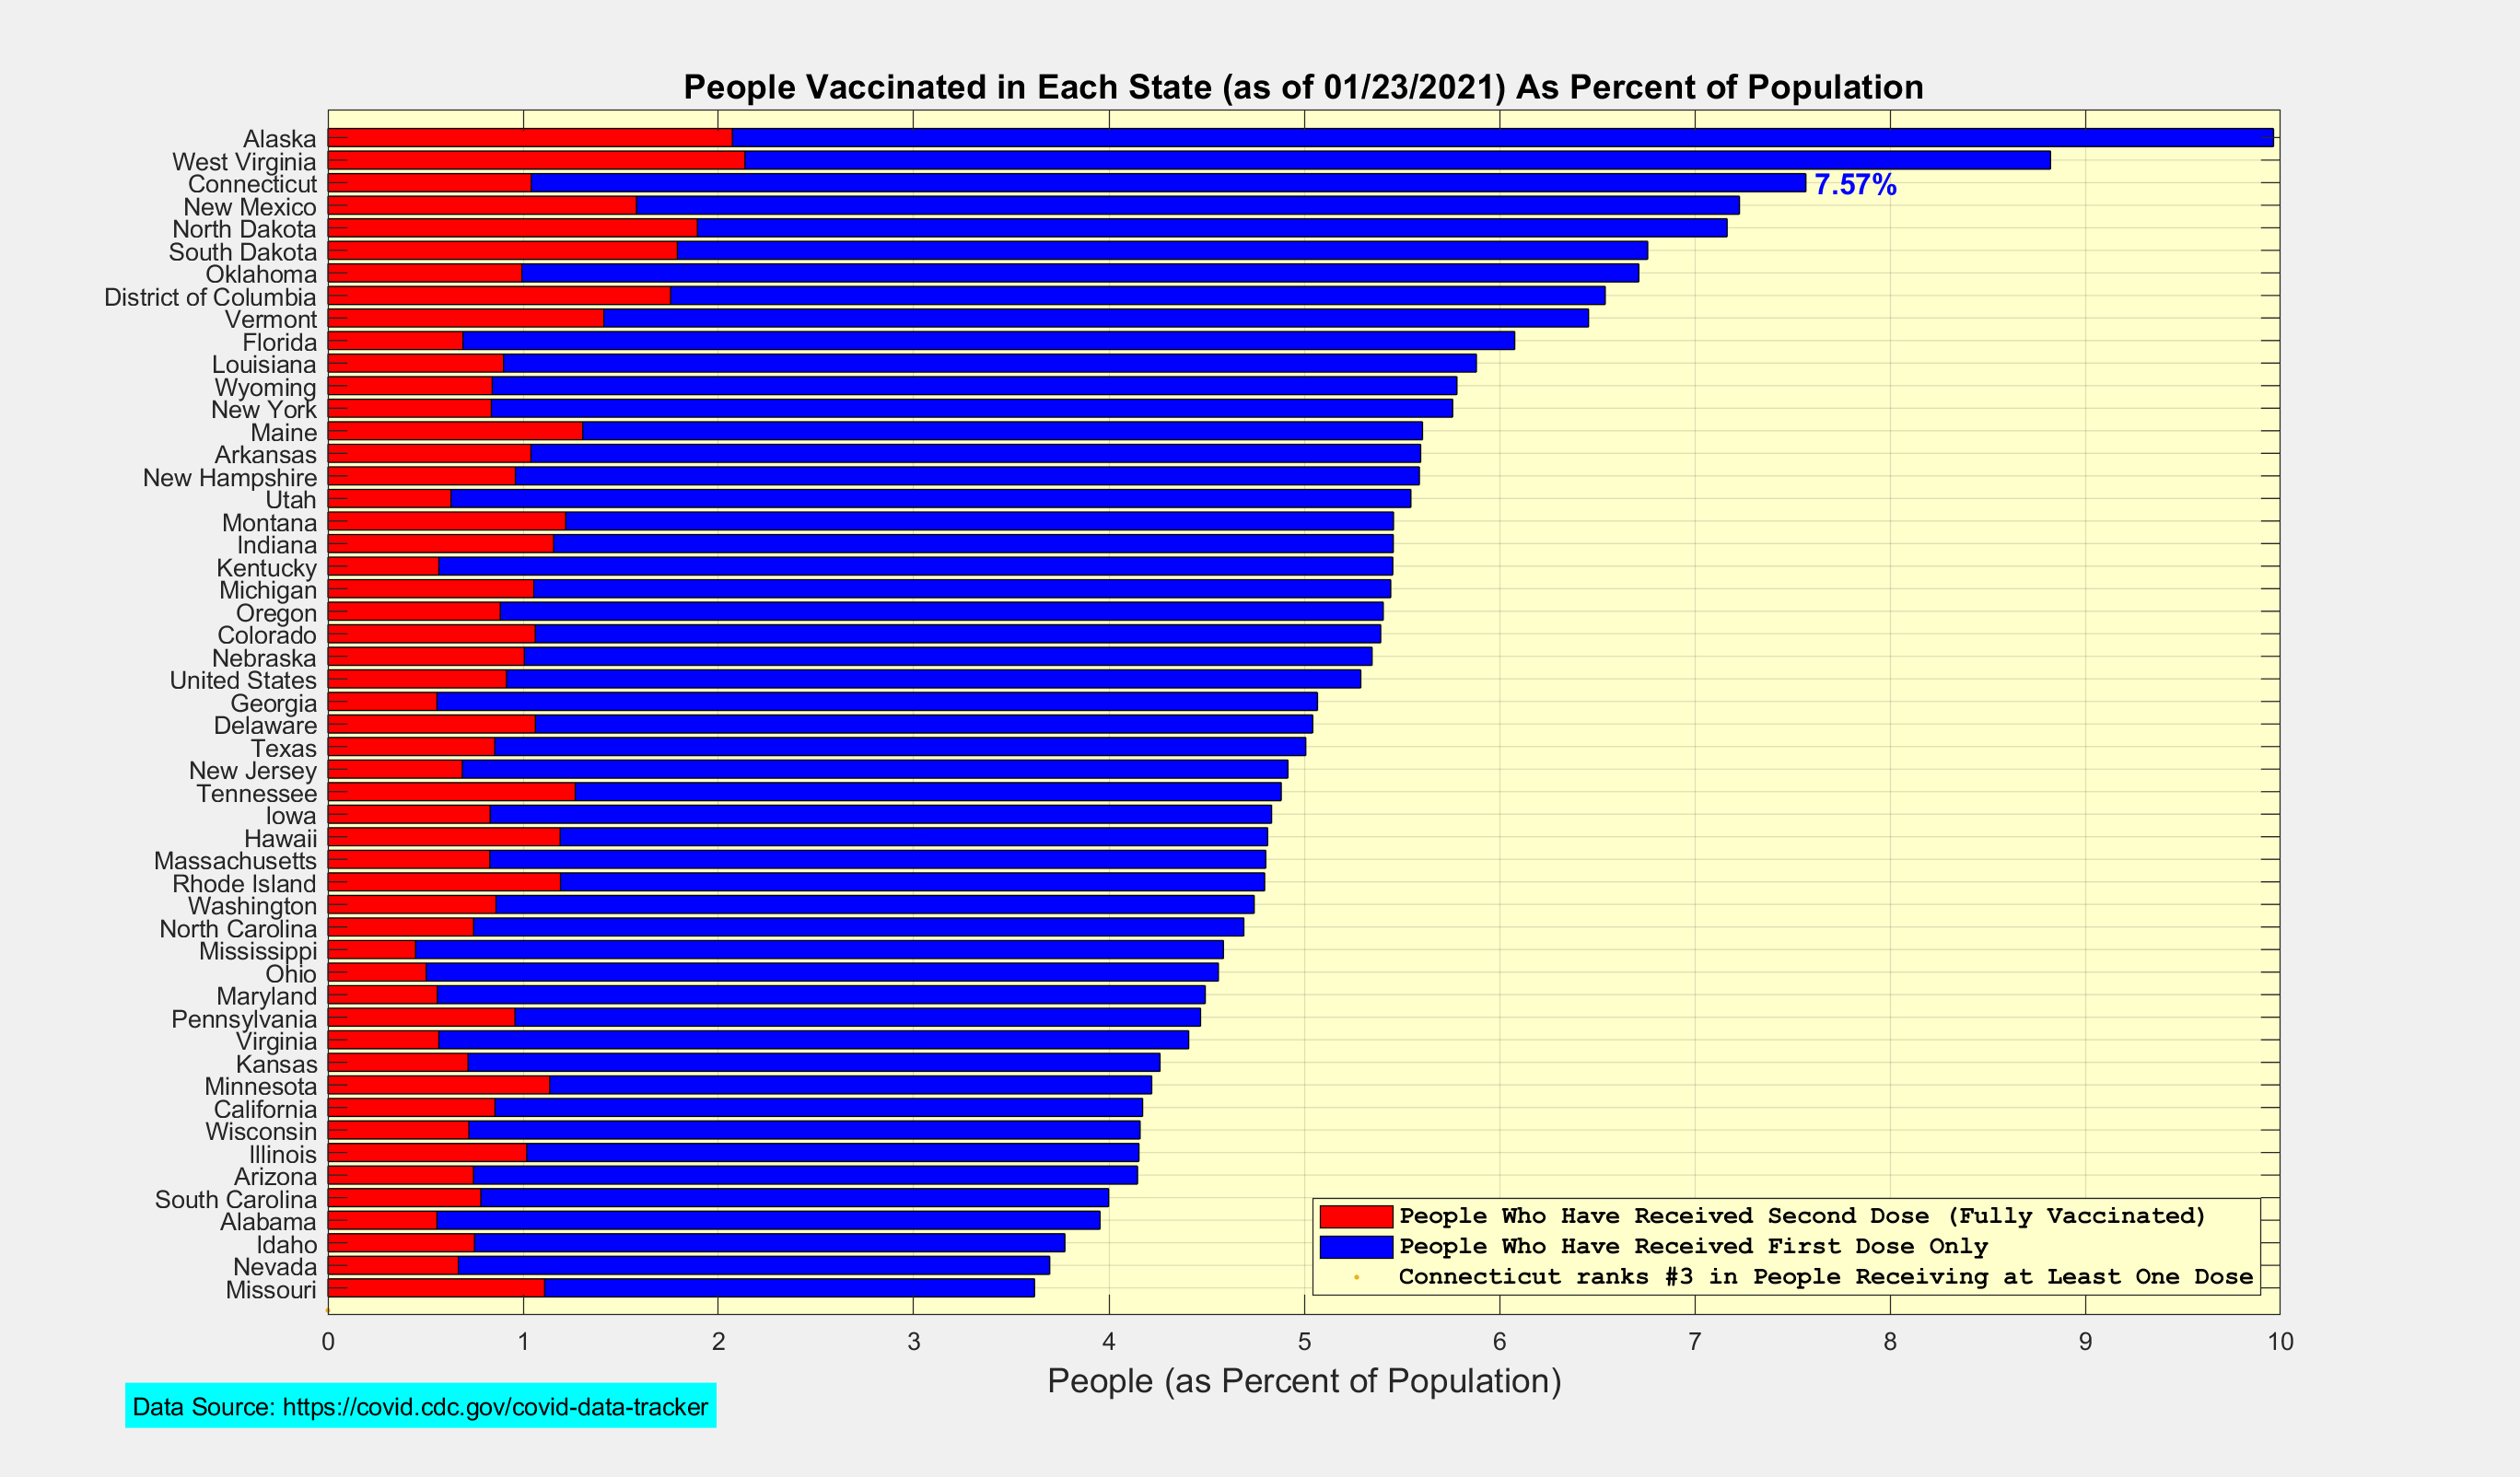 People Vaccinated in Each State (as of 01/23/2021) As Percent of Population
Alaska
West Virginia
Connecticut
7.57%
New Mexico
North Dakota
South Dakota
Oklahoma
District of Columbia
Vermont
Florida
Louisiana
Wyoming
New York
Maine
Arkansas
New Hampshire
Utah
Montana
Indiana
Kentucky
Michigan
Oregon
Colorado
Nebraska
United States
Georgia
Delaware
Texas
New Jersey
Tennessee
Iowa
Hawaii
Massachusetts
Rhode Island
Washington
North Carolina
Mississippi
Ohio
Maryland
Pennsylvania
Virginia
Kansas
Minnesota
California
Wisconsin
Illinois
Arizona
South Carolina
Alabama
Idaho
Nevada
Missouri
People Who Have Received Second Dose (Fully Vaccinated)
People Who Have Received First Dose Only
Connecticut ranks #3 in People Receiving at Least One Dose
0 1 2 3 4 5 6 7 8 9 10
People (as Percent of Population)
Data Source: https://covid.cdc.gov/covid-data-tracker